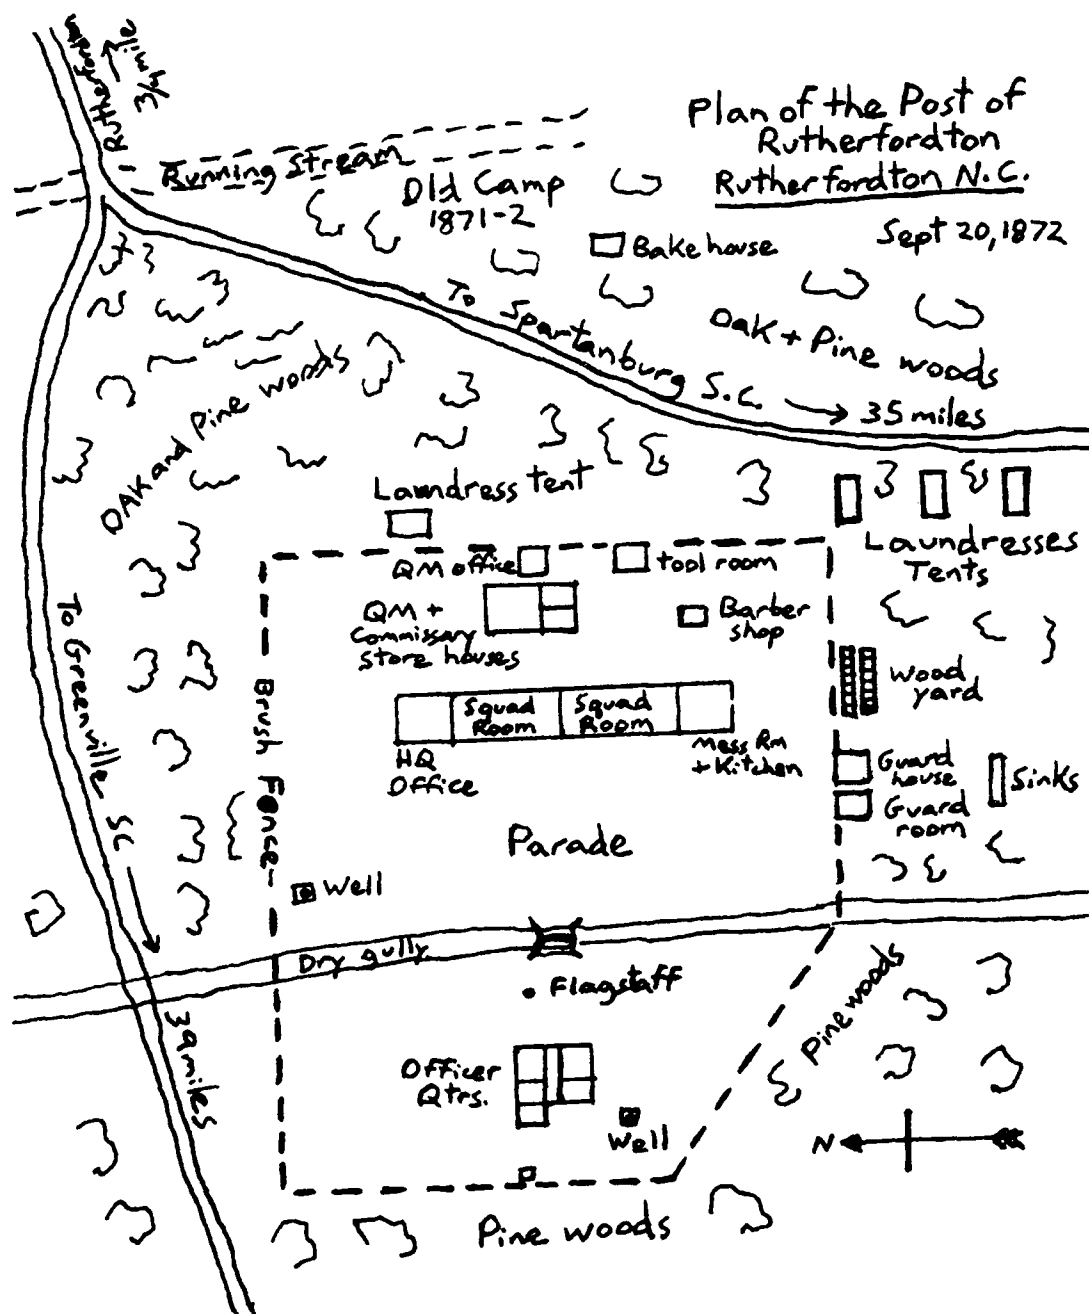 Rutherfordton
3/4 mile
Plan of the Post of
Rutherfordton
Rutherfordton N.C.
Sept 20, 1872
Running Stream
Old Camp
1871-2
Bake house
To Spartanburg S.C.
35 miles
Oak + Pine woods
OAK and Pine woods
Laundress tent
Laundresses
Tents
QM office
tool room
QM +
Commissary
Store houses
Barber
shop
Wood
yard
To Greenville SC
39 miles
Brush Fence
Squad
Room
Squad
Room
HQ
Office
Mess Rm
+ Kitchen
Guard
house
Guard
room
Sinks
Parade
Well
Dry gully
Flagstaff
Pine woods
Officer
Qtrs.
Well
N
Pine woods